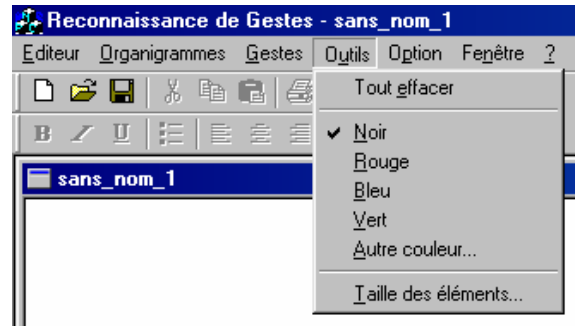 Reconnaissance de Gestes - sans_nom_1
Editeur Organigrammes Gestes Outils Option Fenêtre ?
Tout effacer
B I U
Noir
Rouge
sans_nom_1
Bleu
Vert
Autre couleur...
Taille des éléments...